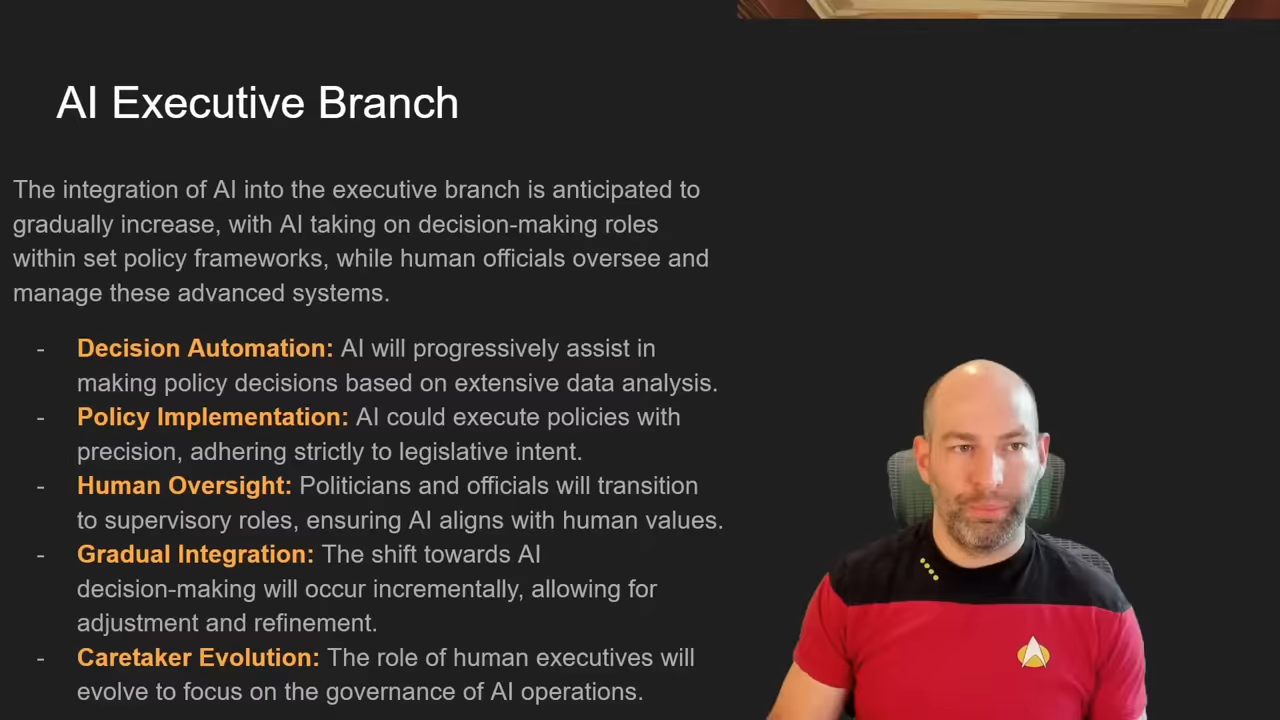 AI Executive Branch
The integration of AI into the executive branch is anticipated to
gradually increase, with AI taking on decision-making roles
within set policy frameworks, while human officials oversee and
manage these advanced systems.
- Decision Automation: AI will progressively assist in
making policy decisions based on extensive data analysis.
- Policy Implementation: AI could execute policies with
precision, adhering strictly to legislative intent.
- Human Oversight: Politicians and officials will transition
to supervisory roles, ensuring AI aligns with human values.
- Gradual Integration: The shift towards AI
decision-making will occur incrementally, allowing for
adjustment and refinement.
- Caretaker Evolution: The role of human executives will
evolve to focus on the governance of AI operations.